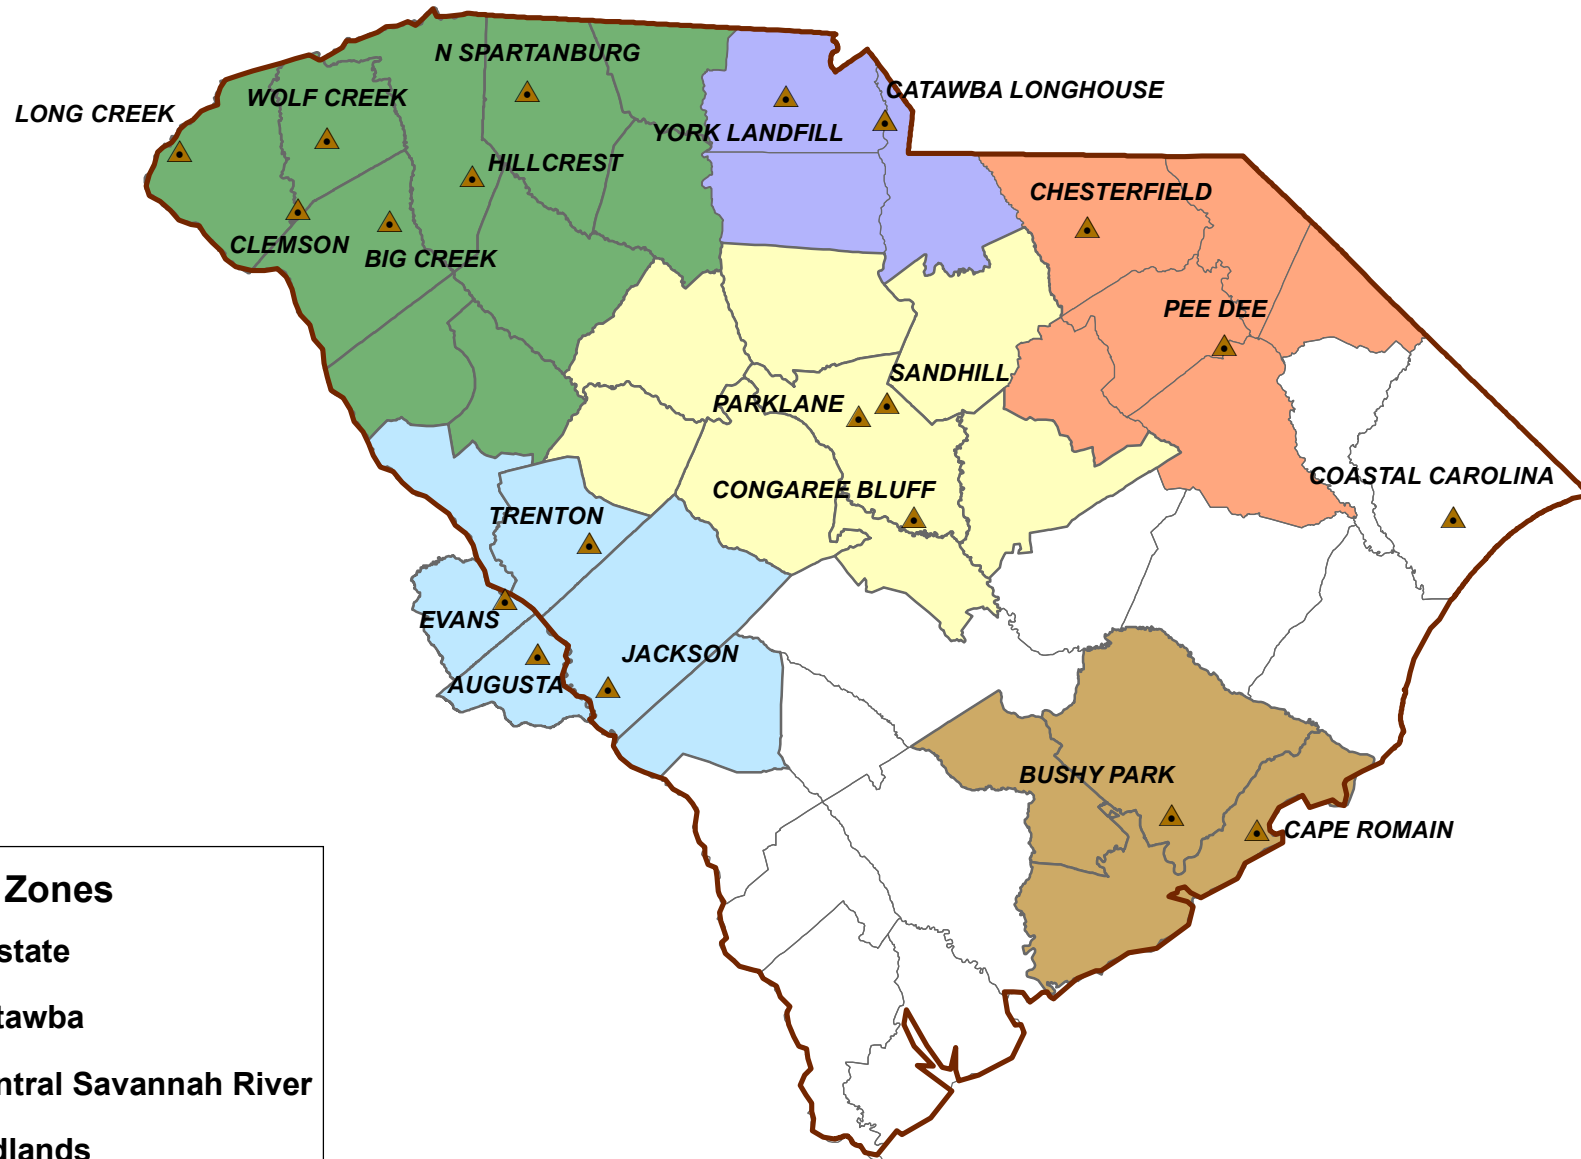 N SPARTANBURG
CATAWBA LONGHOUSE
WOLF CREEK
LONG CREEK
YORK LANDFILL
HILLCREST
CHESTERFIELD
CLEMSON
BIG CREEK
PEE DEE
SANDHILL
PARKLANE
COASTAL CAROLINA
CONGAREE BLUFF
TRENTON
EVANS
JACKSON
AUGUSTA
BUSHY PARK
CAPE ROMAIN
Zones
state
tawba
ntral Savannah River
dlands